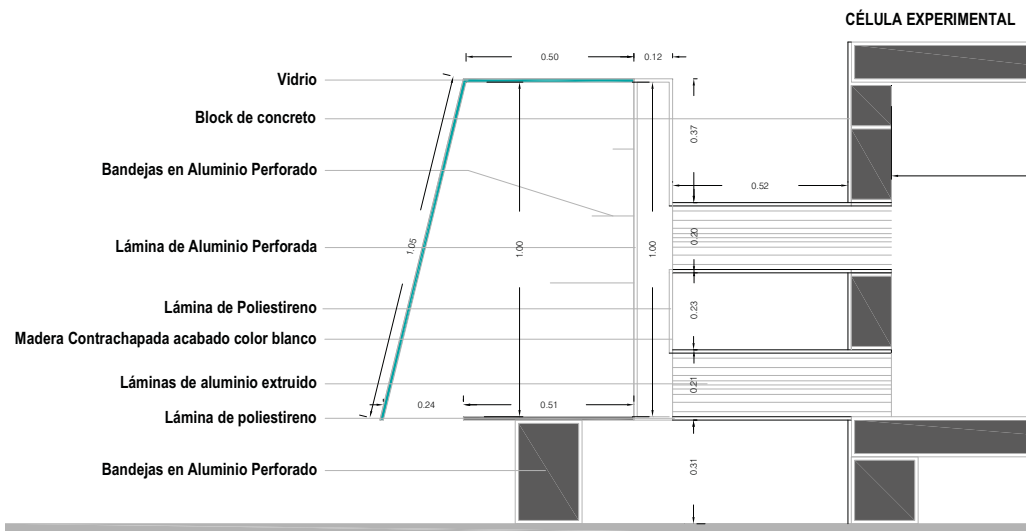 CÉLULA EXPERIMENTAL
0.50
0.12
Vidrio
Block de concreto
0.37
Bandejas en Aluminio Perforado
0.52
Lámina de Aluminio Perforada
1.05
1.00
1.00
0.20
Lámina de Poliestireno
0.23
Madera Contrachapada acabado color blanco
Láminas de aluminio extruido
0.21
0.24
0.51
Lámina de poliestireno
Bandejas en Aluminio Perforado
0.31